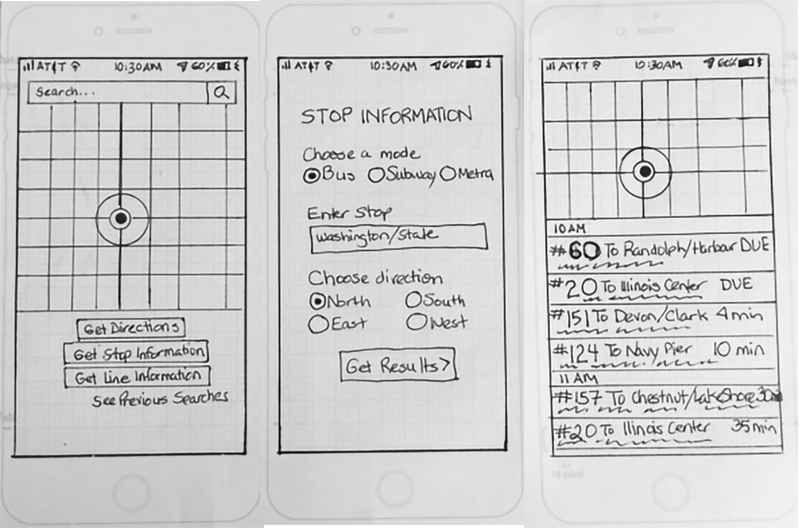 AT&T 10:30AM 60%
Search...
Get Directions
Get Stop Information
Get Line Information
See Previous Searches
AT&T 10:30AM 60%
STOP INFORMATION
Choose a mode
Bus Subway Metra
Enter Stop
Washington/State
Choose direction
North South
East West
Get Results>
AT&T 10:30AM 60%
10AM
#60 To Randolph/Harbour DUE
#20 To Illinois Center DUE
#151 To Devon/Clark 4 min
#124 To Navy Pier 10 min
11 AM
#157 To Chestnut/LakeShore
#20 To Illinois Center 35 min